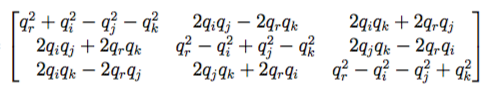 [q_r^2 + q_i^2 − q_j^2 − q_k^2   2q_iq_j − 2q_rq_k   2q_iq_k + 2q_rq_j
2q_iq_j + 2q_rq_k   q_r^2 − q_i^2 + q_j^2 − q_k^2   2q_jq_k − 2q_rq_i
2q_iq_k − 2q_rq_j   2q_jq_k + 2q_rq_i   q_r^2 − q_i^2 − q_j^2 + q_k^2]